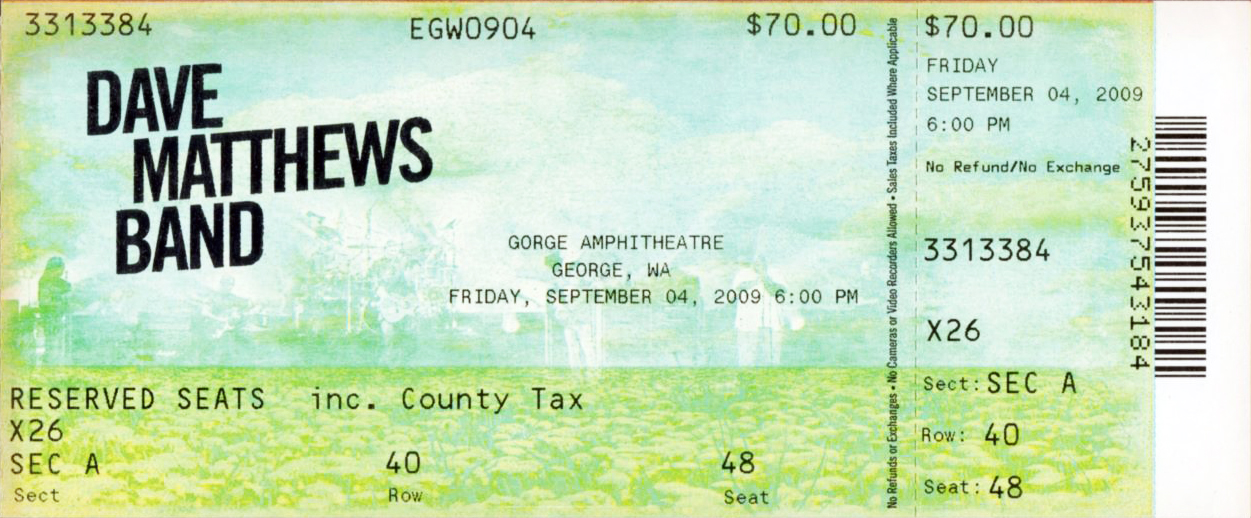 3313384
EGW0904
$70.00
DAVE
MATTHEWS
BAND
GORGE AMPHITHEATRE
GEORGE, WA
FRIDAY, SEPTEMBER 04, 2009 6:00 PM
RESERVED SEATS inc. County Tax
X26
SEC A 40 48
Sect Row Seat
No Refunds or Exchanges • No Cameras or Video Recorders Allowed • Sales Taxes Included Where Applicable
$70.00
FRIDAY
SEPTEMBER 04, 2009
6:00 PM
No Refund/No Exchange
3313384
X26
Sect: SEC A
Row: 40
Seat: 48
27593754318​4